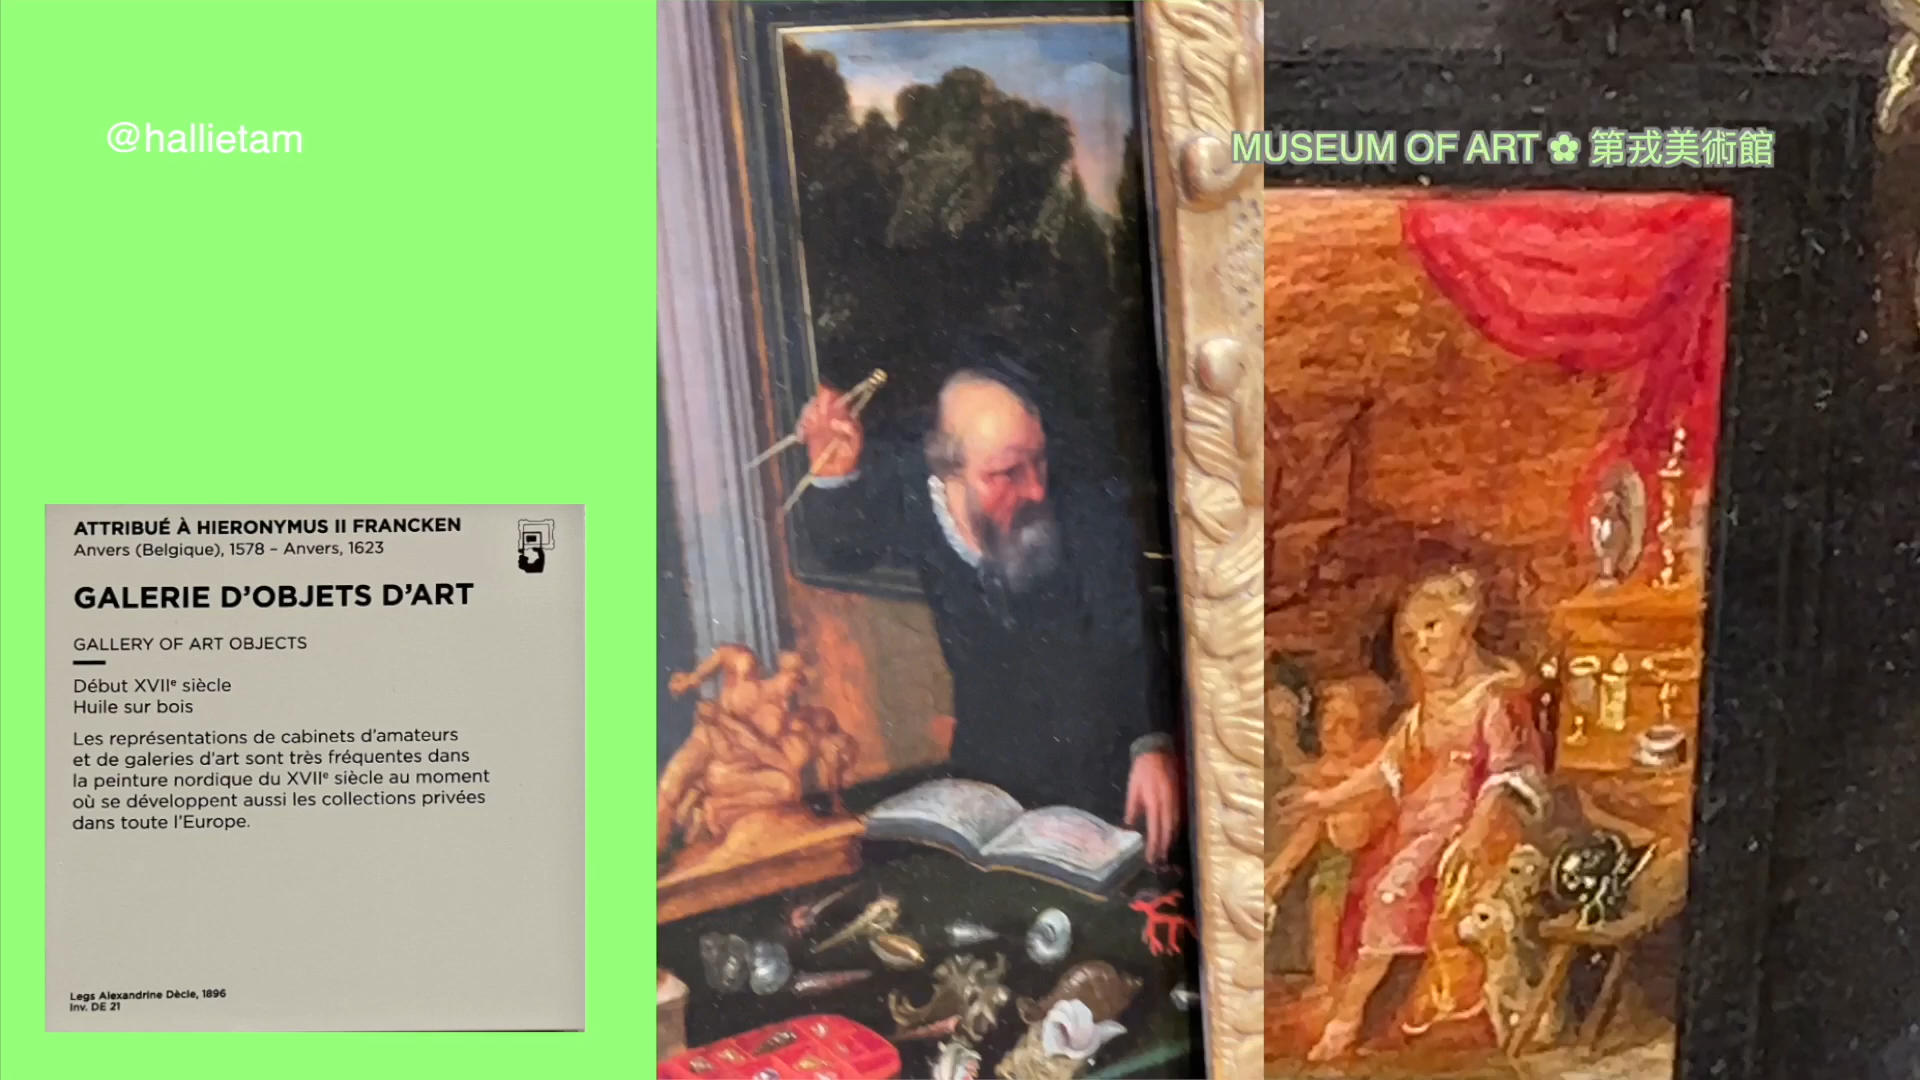 @hallietam
MUSEUM OF ART ✿ 第戎美術館
ATTRIBUÉ À HIERONYMUS II FRANCKEN
Anvers (Belgique), 1578 – Anvers, 1623
GALERIE D'OBJETS D'ART
GALLERY OF ART OBJECTS
Début XVIIᵉ siècle
Huile sur bois
Les représentations de cabinets d'amateurs
et de galeries d'art sont très fréquentes dans
la peinture nordique du XVIIᵉ siècle au moment
où se développent aussi les collections privées
dans toute l'Europe.
Legs Alexandrine Dècle, 1896
Inv. DE 21